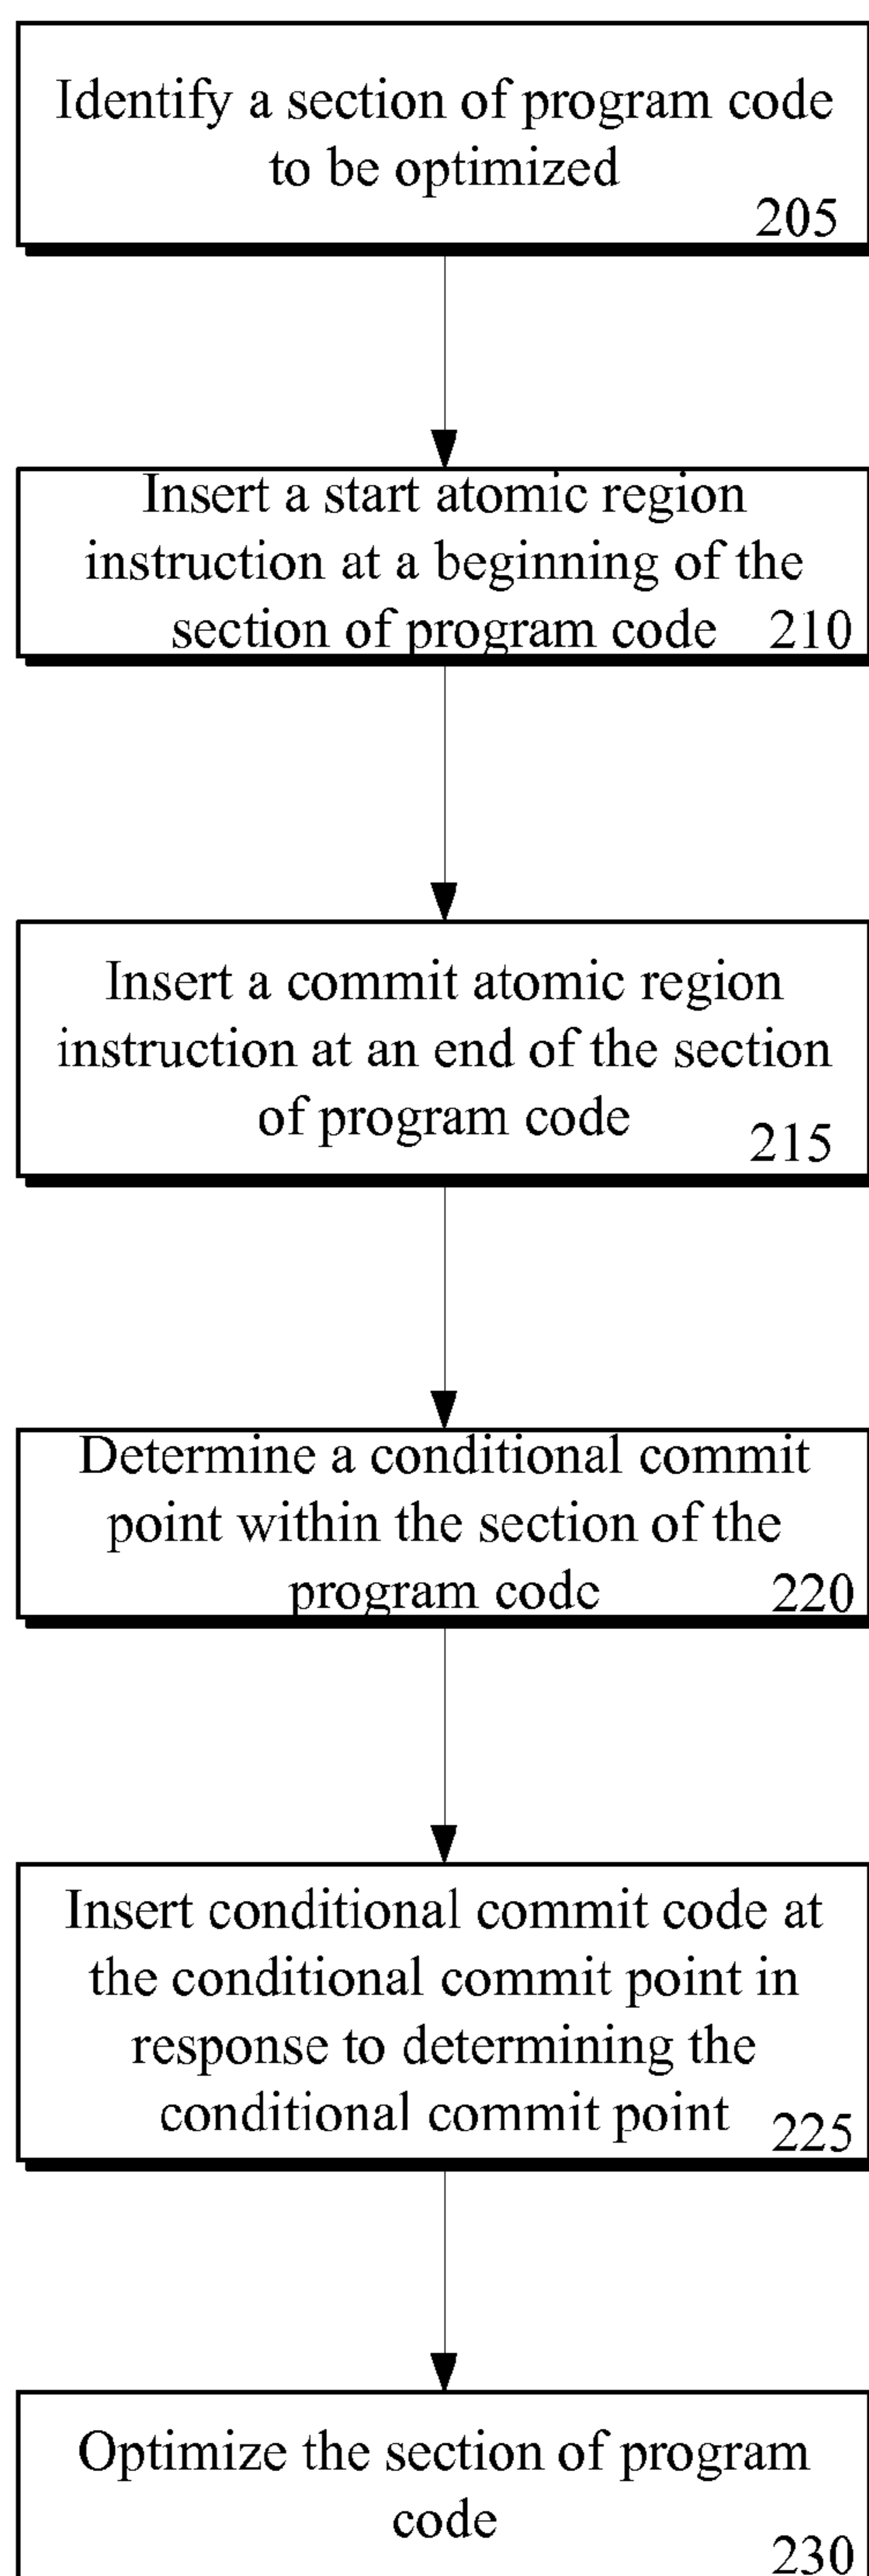 Identify a section of program code
to be optimized
205
Insert a start atomic region
instruction at a beginning of the
section of program code 210
Insert a commit atomic region
instruction at an end of the section
of program code
215
Determine a conditional commit
point within the section of the
program code 220
Insert conditional commit code at
the conditional commit point in
response to determining the
conditional commit point 225
Optimize the section of program
code
230